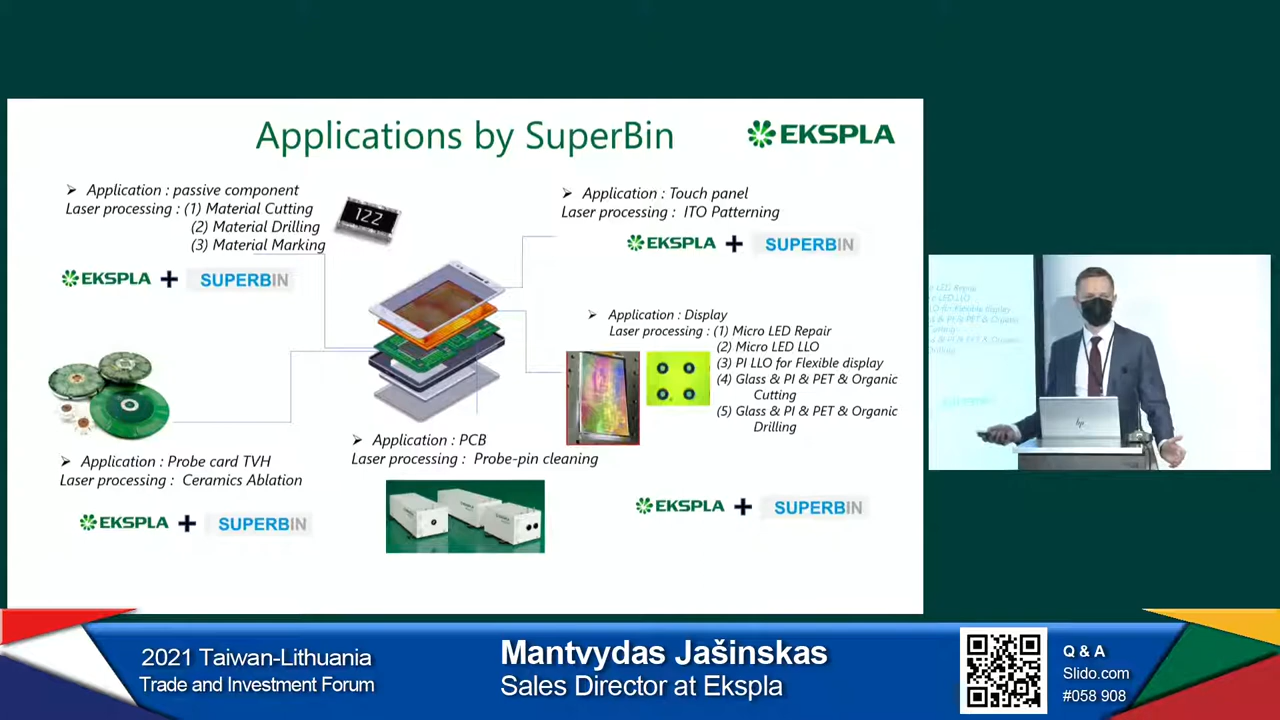 Applications by SuperBin
EKSPLA
➢ Application : passive component
Laser processing : (1) Material Cutting
(2) Material Drilling
(3) Material Marking
EKSPLA + SUPERBIN
122
➢ Application : Touch panel
Laser processing : ITO Patterning
EKSPLA + SUPERBIN
➢ Application : Display
Laser processing : (1) Micro LED Repair
(2) Micro LED LLO
(3) PI LLO for Flexible display
(4) Glass & PI & PET & Organic
Cutting
(5) Glass & PI & PET & Organic
Drilling
EKSPLA + SUPERBIN
➢ Application : PCB
Laser processing : Probe-pin cleaning
➢ Application : Probe card TVH
Laser processing : Ceramics Ablation
EKSPLA + SUPERBIN
hp
2021 Taiwan-Lithuania
Trade and Investment Forum
Mantvydas Jašinskas
Sales Director at Ekspla
Q & A
Slido.com
#058 908